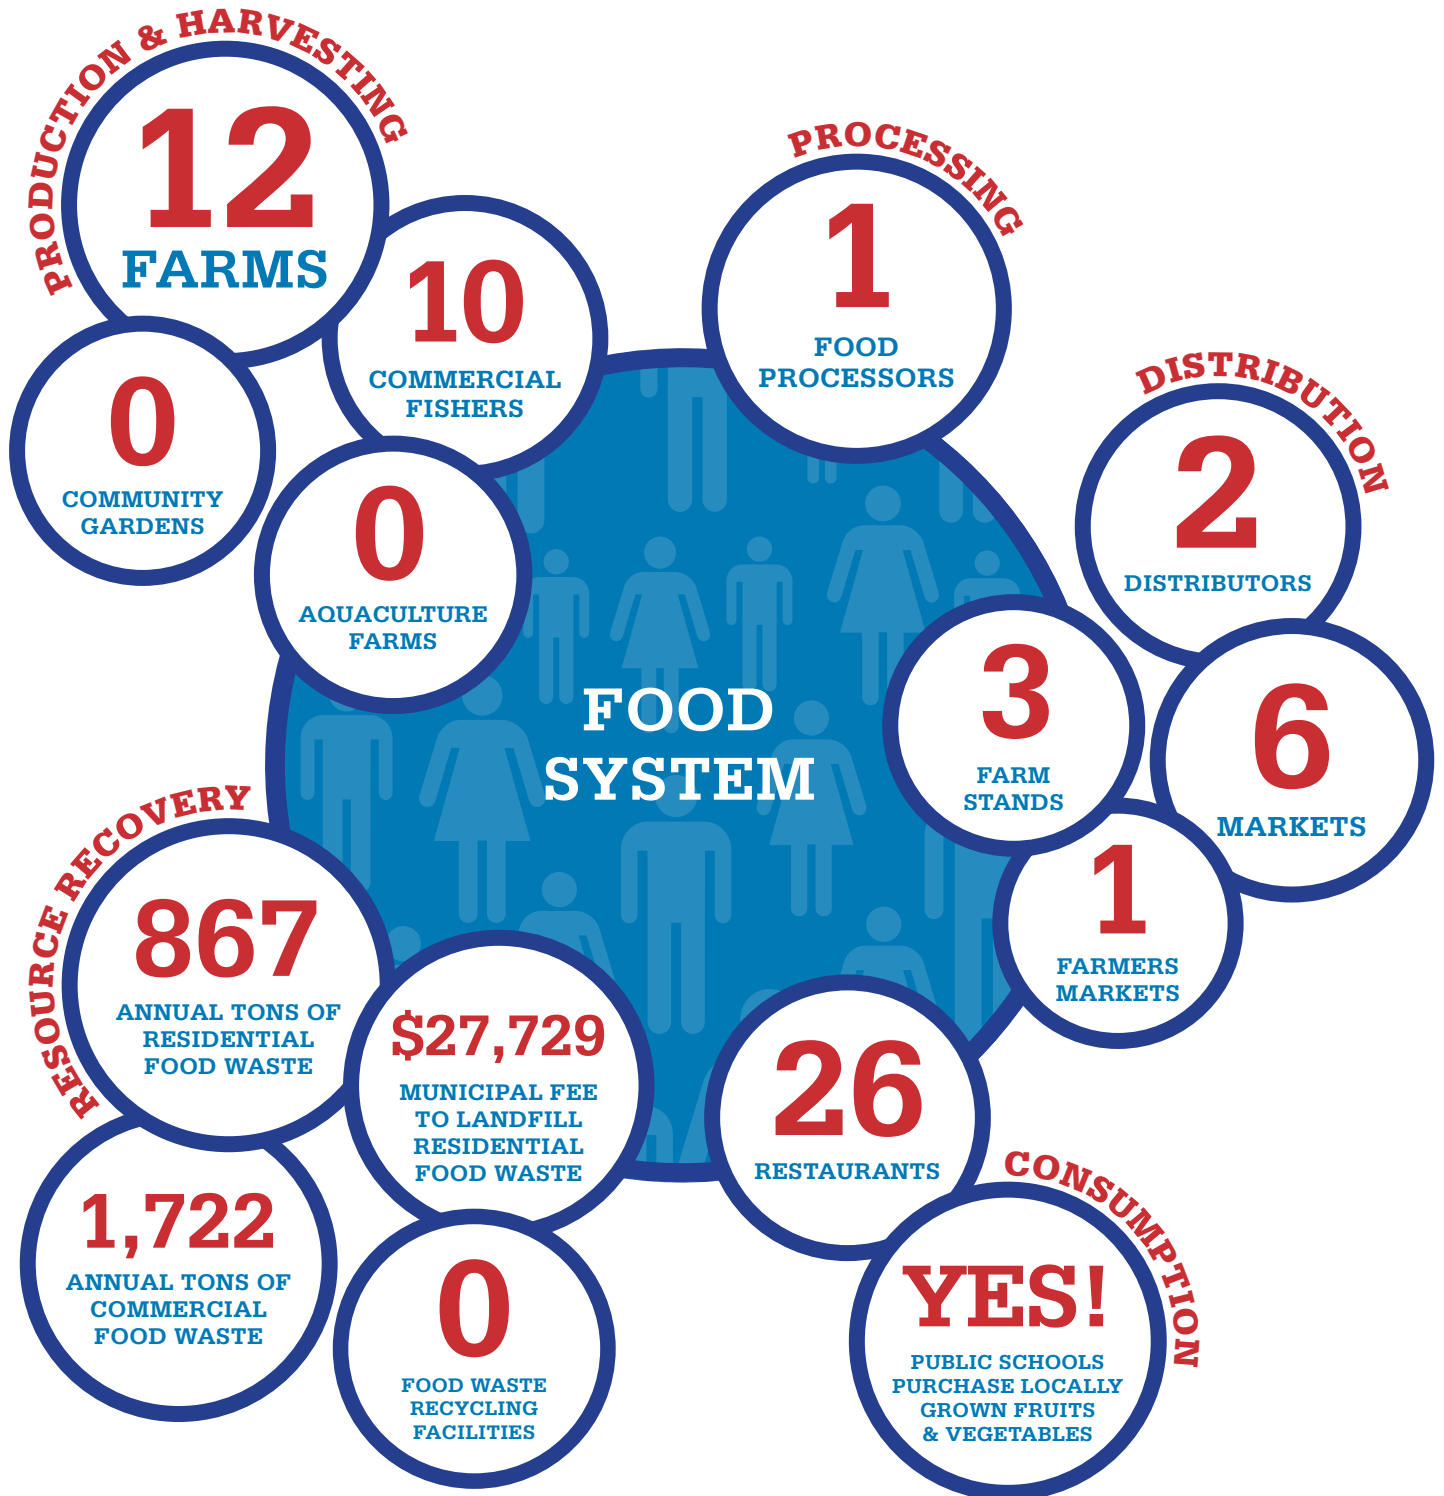 PRODUCTION & HARVESTING
12
FARMS
10
COMMERCIAL
FISHERS
0
COMMUNITY
GARDENS
0
AQUACULTURE
FARMS
PROCESSING
1
FOOD
PROCESSORS
DISTRIBUTION
2
DISTRIBUTORS
3
FARM
STANDS
6
MARKETS
1
FARMERS
MARKETS
FOOD
SYSTEM
RESOURCE RECOVERY
867
ANNUAL TONS OF
RESIDENTIAL
FOOD WASTE
$27,729
MUNICIPAL FEE
TO LANDFILL
RESIDENTIAL
FOOD WASTE
1,722
ANNUAL TONS OF
COMMERCIAL
FOOD WASTE
0
FOOD WASTE
RECYCLING
FACILITIES
26
RESTAURANTS
CONSUMPTION
YES!
PUBLIC SCHOOLS
PURCHASE LOCALLY
GROWN FRUITS
& VEGETABLES